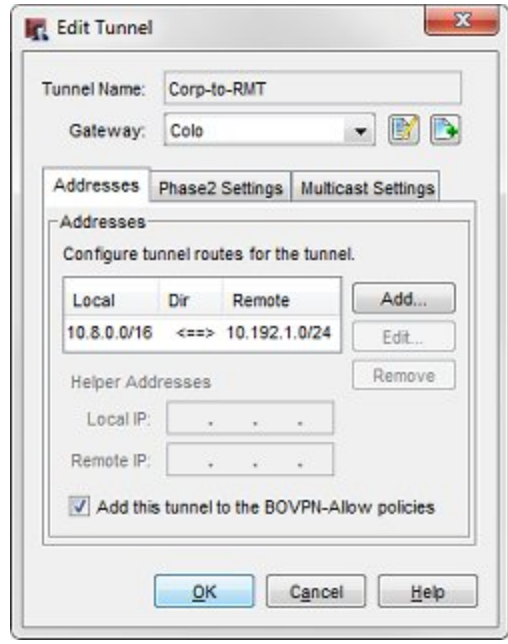 Edit Tunnel
Tunnel Name: Corp-to-RMT
Gateway: Colo
Addresses Phase2 Settings Multicast Settings
Addresses
Configure tunnel routes for the tunnel.
Local Dir Remote Add...
10.8.0.0/16 <==> 10.192.1.0/24 Edit...
Helper Addresses Remove
Local IP: . . .
Remote IP: . . .
Add this tunnel to the BOVPN-Allow policies
OK Cancel Help